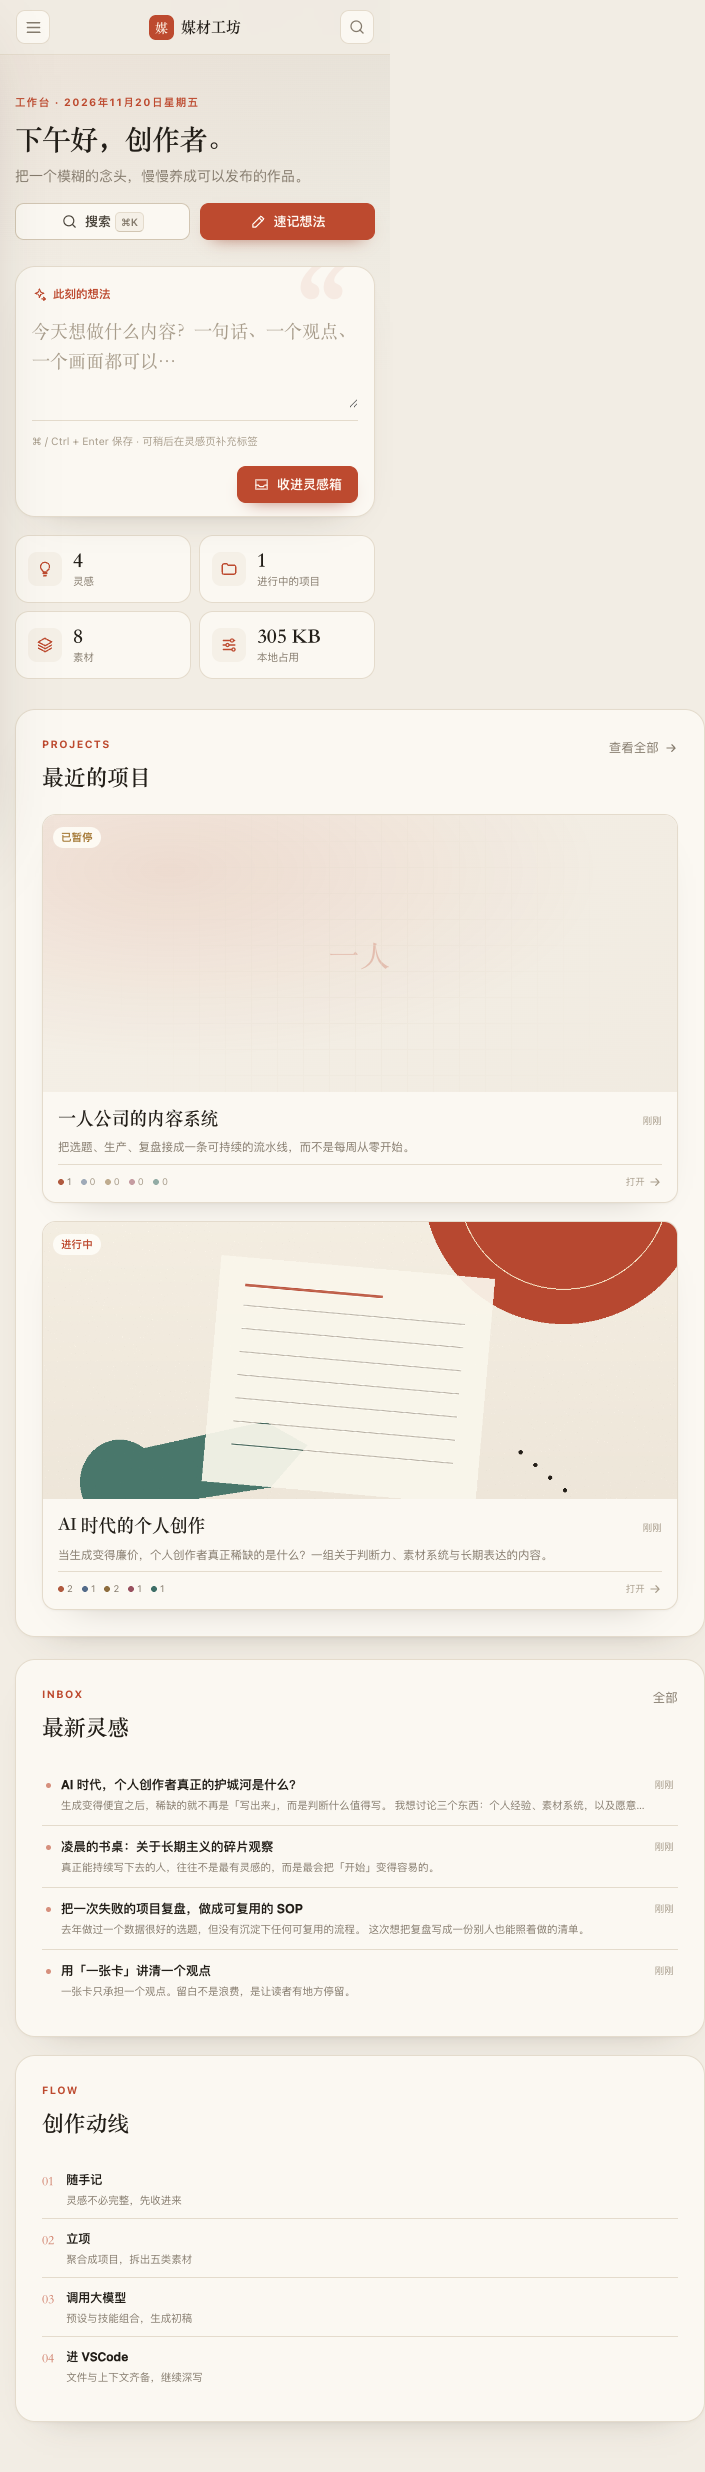 媒 媒材工坊
工作台 · 2026年11月20日星期五
下午好，创作者。
把一个模糊的念头，慢慢养成可以发布的作品。
搜索 ⌘K
速记想法
此刻的想法
“
今天想做什么内容？一句话、一个观点、
一个画面都可以…
⌘ / Ctrl + Enter 保存 · 可稍后在灵感页补充标签
收进灵感箱
4
灵感
1
进行中的项目
8
素材
305 KB
本地占用
PROJECTS
查看全部 →
最近的项目
已暂停
一人
一人公司的内容系统
刚刚
把选题、生产、复盘接成一条可持续的流水线，而不是每周从零开始。
1 0 0 0 0
打开 →
进行中
AI 时代的个人创作
刚刚
当生成变得廉价，个人创作者真正稀缺的是什么？一组关于判断力、素材系统与长期表达的内容。
2 1 2 1 1
打开 →
INBOX
全部
最新灵感
AI 时代，个人创作者真正的护城河是什么？
刚刚
生成变得便宜之后，稀缺的就不再是「写出来」，而是判断什么值得写。 我想讨论三个东西：个人经验、素材系统，以及愿意...
凌晨的书桌：关于长期主义的碎片观察
刚刚
真正能持续写下去的人，往往不是最有灵感的，而是最会把「开始」变得容易的。
把一次失败的项目复盘，做成可复用的 SOP
刚刚
去年做过一个数据很好的选题，但没有沉淀下任何可复用的流程。 这次想把复盘写成一份别人也能照着做的清单。
用「一张卡」讲清一个观点
刚刚
一张卡只承担一个观点。留白不是浪费，是让读者有地方停留。
FLOW
创作动线
01 随手记
灵感不必完整，先收进来
02 立项
聚合成项目，拆出五类素材
03 调用大模型
预设与技能组合，生成初稿
04 进 VSCode
文件与上下文齐备，继续深写